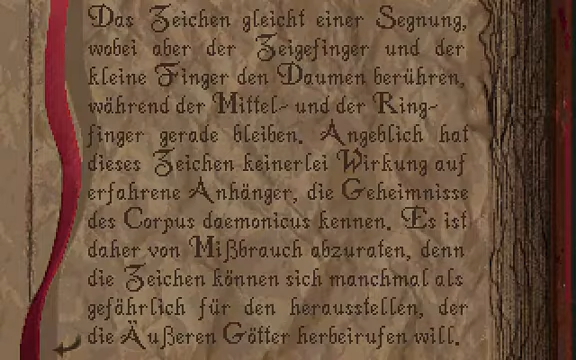 Das Zeichen gleicht einer Segnung,
wobei aber der Zeigefinger und der
kleine Finger den Daumen berühren,
während der Mittel- und der Ring-
finger gerade bleiben. Angeblich hat
dieses Zeichen keinerlei Wirkung auf
erfahrene Anhänger, die Geheimnisse
des Corpus daemonicus kennen. Es ist
daher von Mißbrauch abzuraten, denn
die Zeichen können sich manchmal als
gefährlich für den herausstellen, der
die Äußeren Götter herbeirufen will.